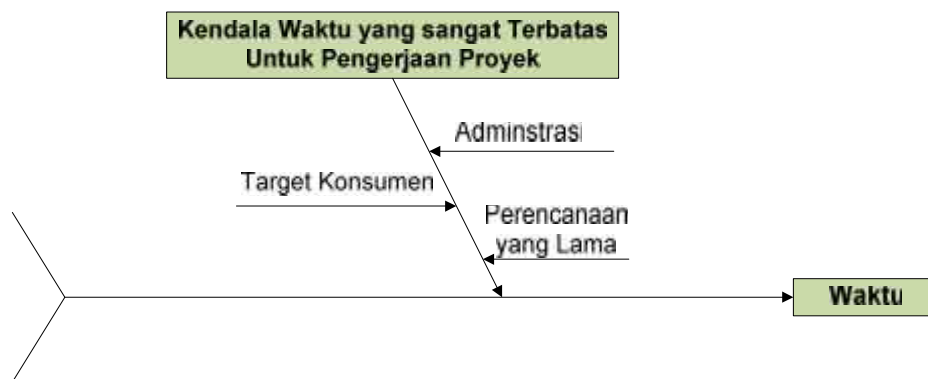 Kendala Waktu yang sangat Terbatas
Untuk Pengerjaan Proyek
Adminstrasi
Target Konsumen
Perencanaan
yang Lama
Waktu